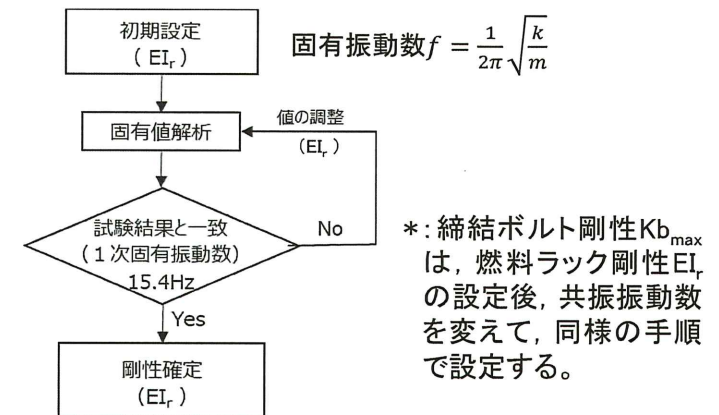 初期設定
( EIr )
固有振動数f = 1/2π √k/m
固有値解析
値の調整
(EIr )
試験結果と一致
(１次固有振動数)
15.4Hz
No
Yes
剛性確定
(EIr )
＊：締結ボルト剛性Kbmax
は，燃料ラック剛性EIr
の設定後，共振振動数
を変えて，同様の手順
で設定する。